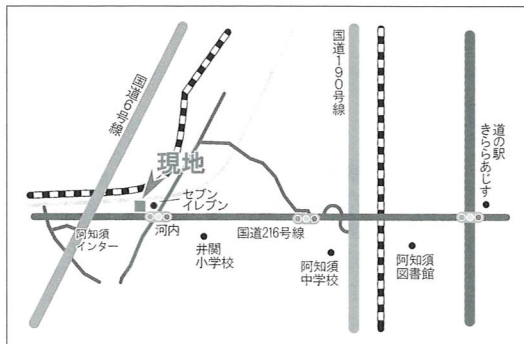 国道6号線
国道190号線
道の駅
きららあじす
現地
セブン
イレブン
阿知須
インター
河内
井関
小学校
国道216号線
阿知須
中学校
阿知須
図書館